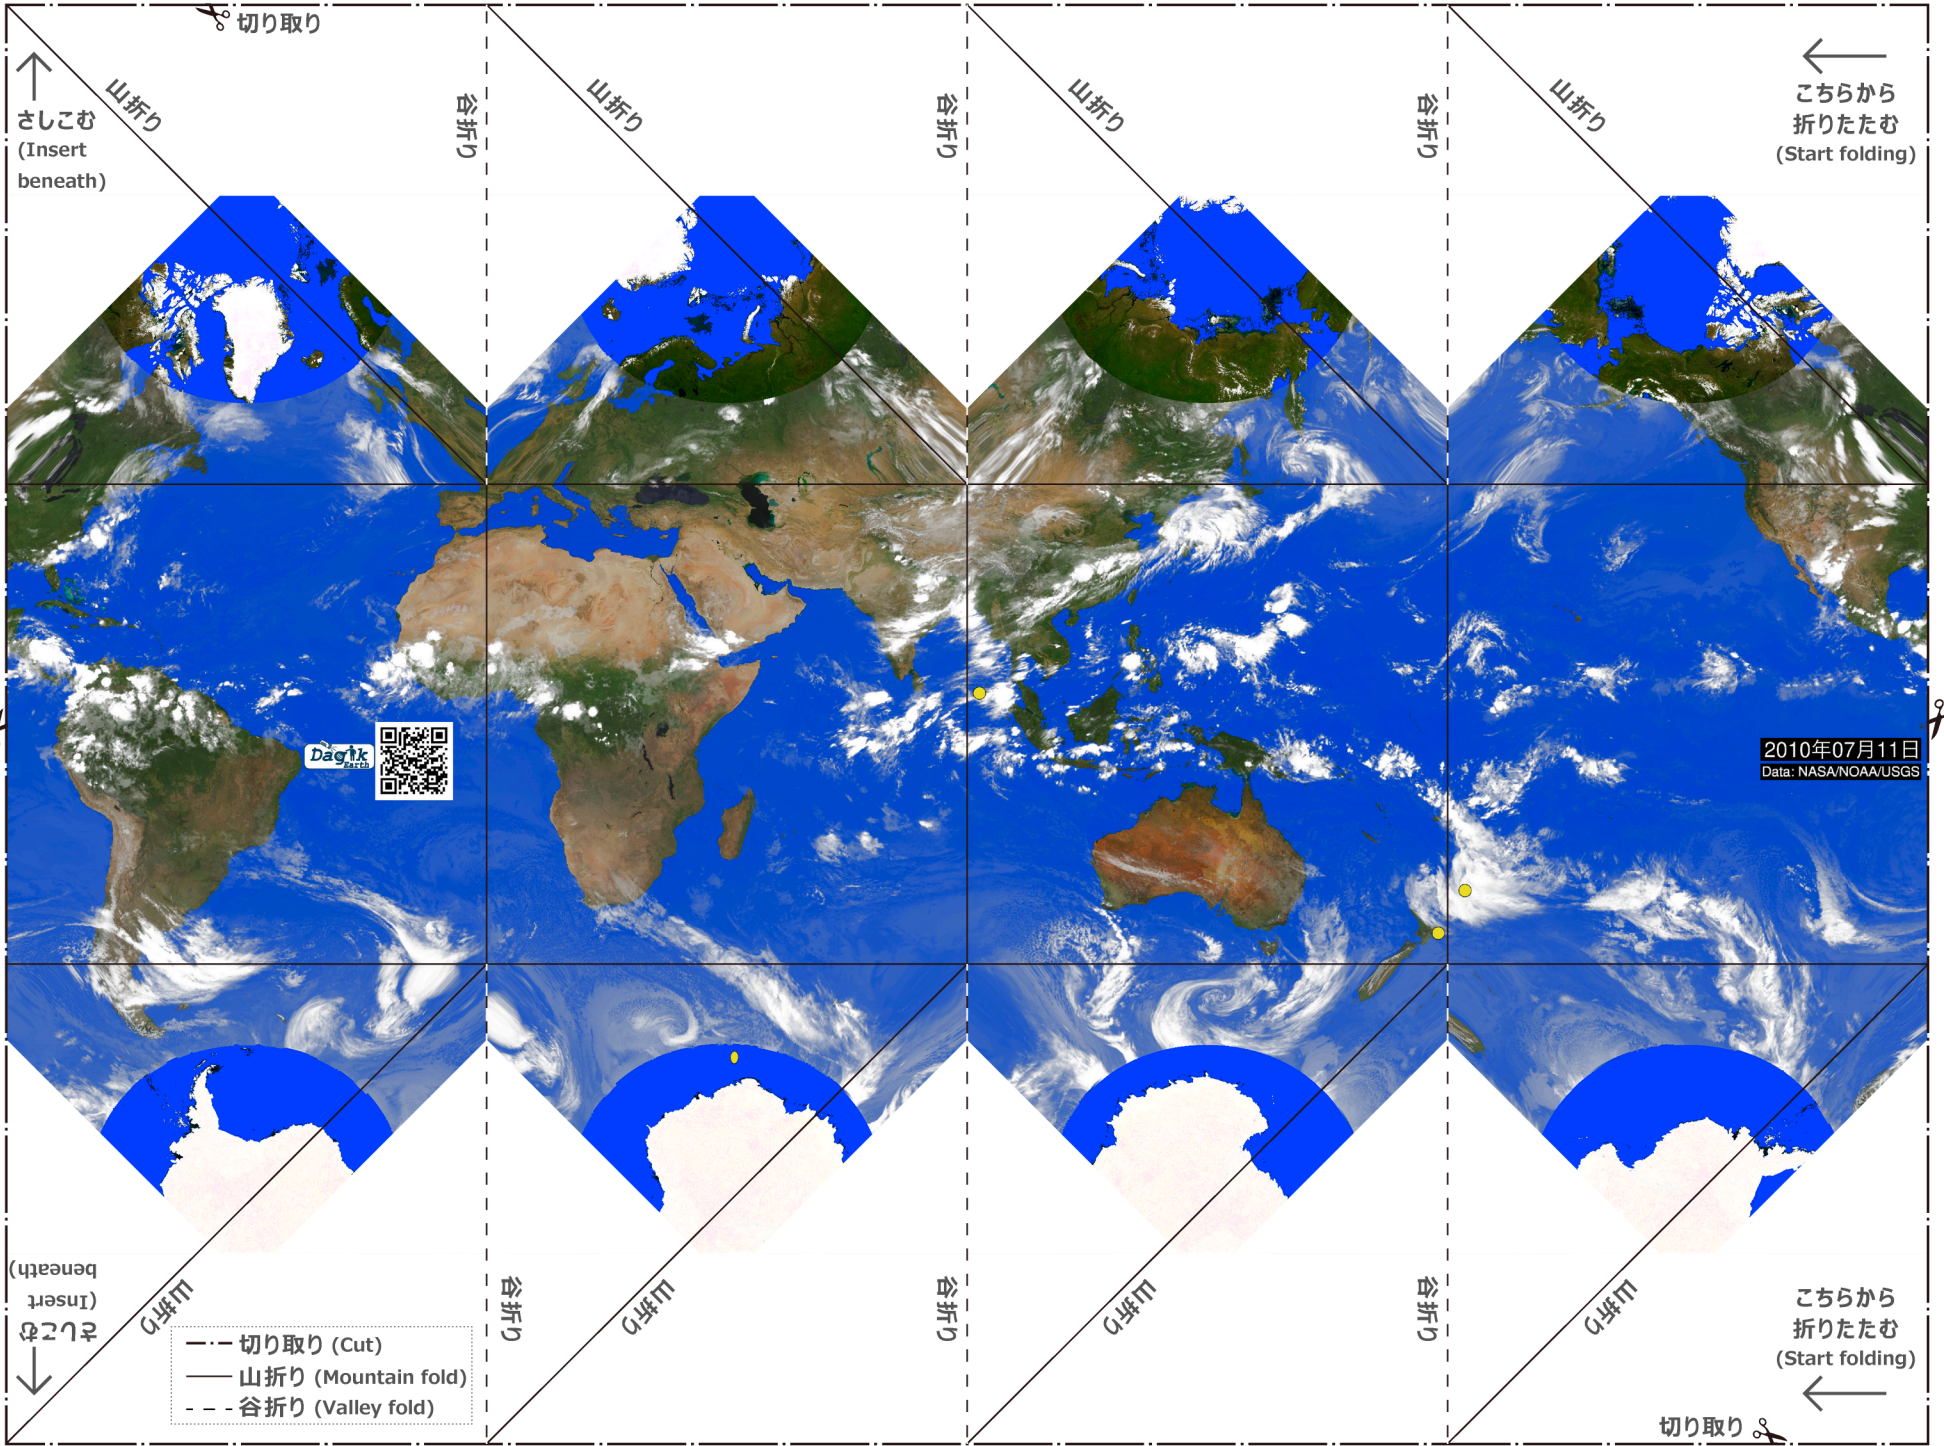 切り取り
さしこむ
(Insert
beneath)
山折り
谷折り
山折り
谷折り
山折り
谷折り
山折り
こちらから
折りたたむ
(Start folding)
Dagik
Earth
2010年07月11日
Data: NASA/NOAA/USGS
さしこむ
(Insert
beneath)
山折り
谷折り
山折り
谷折り
山折り
谷折り
山折り
こちらから
折りたたむ
(Start folding)
切り取り (Cut)
山折り (Mountain fold)
谷折り (Valley fold)
切り取り